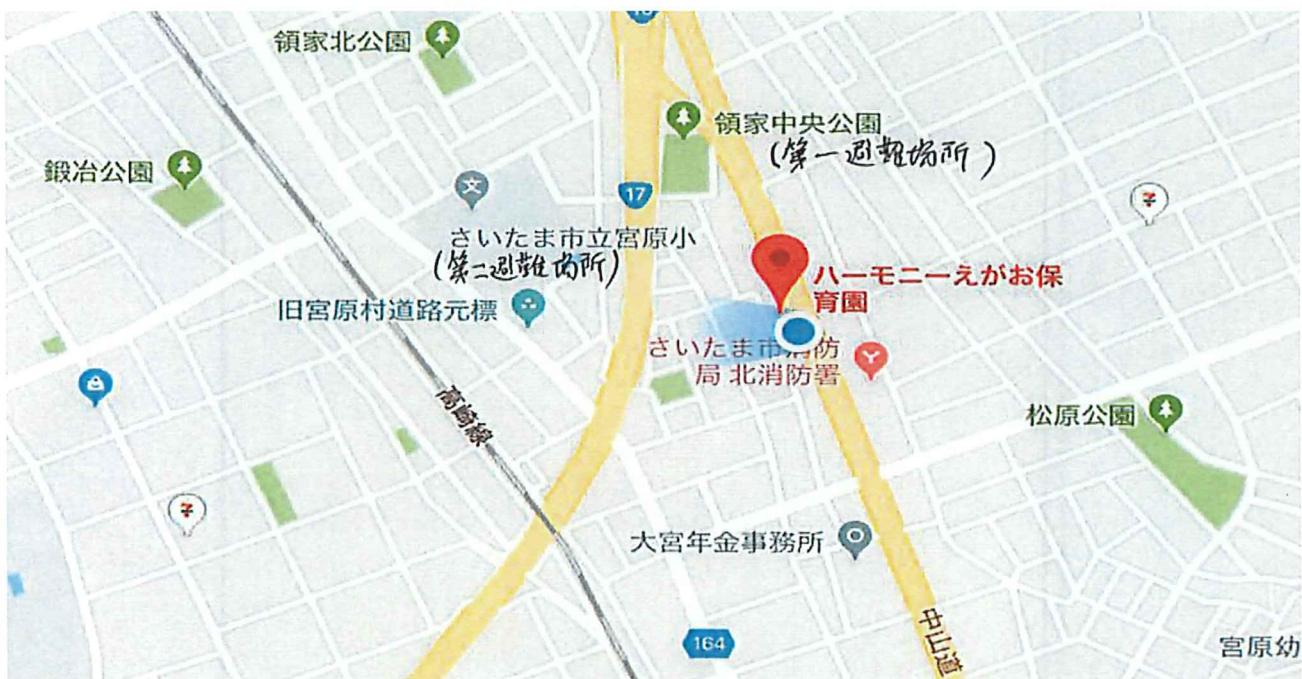 領家北公園
領家中央公園
(第一避難場所)
鍛冶公園
17
さいたま市立宮原小
(第二避難場所)
旧宮原村道路元標
ハーモニーえがお保
育園
さいたま市消防
局 北消防署
高崎線
松原公園
大宮年金事務所
164
中山道
宮原幼